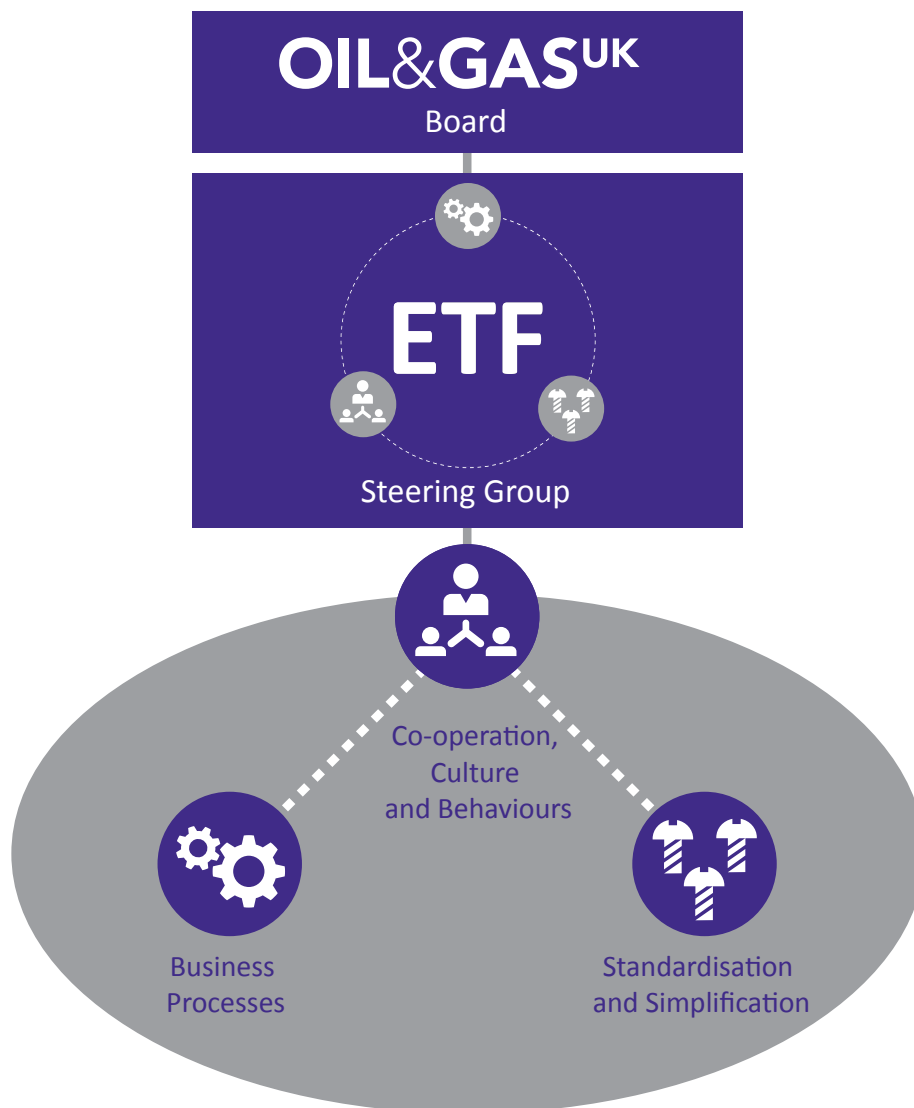 OIL&GASUK
Board
ETF
Steering Group
Co-operation,
Culture
and Behaviours
Business
Processes
Standardisation
and Simplification